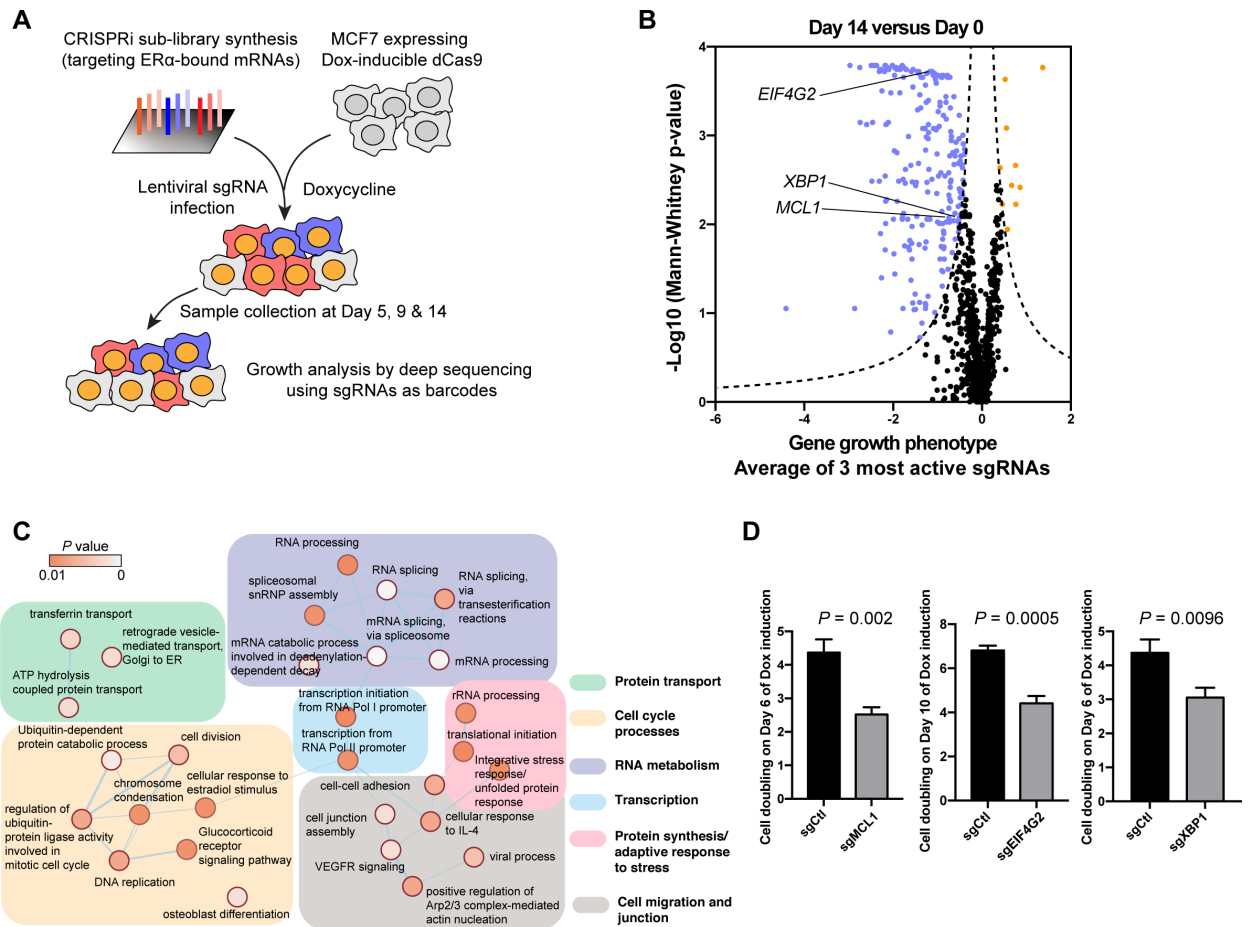 A
CRISPRi sub-library synthesis
(targeting ERα-bound mRNAs)
MCF7 expressing
Dox-inducible dCas9
Lentiviral sgRNA
infection
Doxycycline
Sample collection at Day 5, 9 & 14
Growth analysis by deep sequencing
using sgRNAs as barcodes
B
Day 14 versus Day 0
-Log10 (Mann-Whitney p-value)
4
3
2
1
0
EIF4G2
XBP1
MCL1
-6
-4
-2
0
2
Gene growth phenotype
Average of 3 most active sgRNAs
C
P value
0.01
0
RNA processing
RNA splicing
spliceosomal
snRNP assembly
RNA splicing,
via
transesterification
reactions
mRNA splicing,
via spliceosome
mRNA catabolic process
involved in deadenylation-
dependent decay
mRNA processing
transferrin transport
retrograde vesicle-
mediated transport,
Golgi to ER
ATP hydrolysis
coupled protein transport
transcription initiation
from RNA Pol I promoter
transcription from
RNA Pol II promoter
rRNA processing
translational initiation
Integrative stress
response/
unfolded protein
response
Ubiquitin-dependent
protein catabolic process
cell division
chromosome
condensation
cellular response to
estradiol stimulus
regulation of
ubiquitin-
protein ligase activity
involved in
mitotic cell cycle
Glucocorticoid
receptor
signaling pathway
DNA replication
osteoblast differentiation
cell-cell adhesion
cell junction
assembly
cellular response
to IL-4
VEGFR signaling
viral process
positive regulation of
Arp2/3 complex-mediated
actin nucleation
Protein transport
Cell cycle
processes
RNA metabolism
Transcription
Protein synthesis/
adaptive response
to stress
Cell migration and
junction
D
P = 0.002
Cell doubling on Day 6 of Dox induction
5
4
3
2
1
0
sgCtl
sgMCL1
P = 0.0005
Cell doubling on Day 10 of Dox induction
8
6
4
2
0
sgCtl
sgEIF4G2
P = 0.0096
Cell doubling on Day 6 of Dox induction
5
4
3
2
1
0
sgCtl
sgXBP1